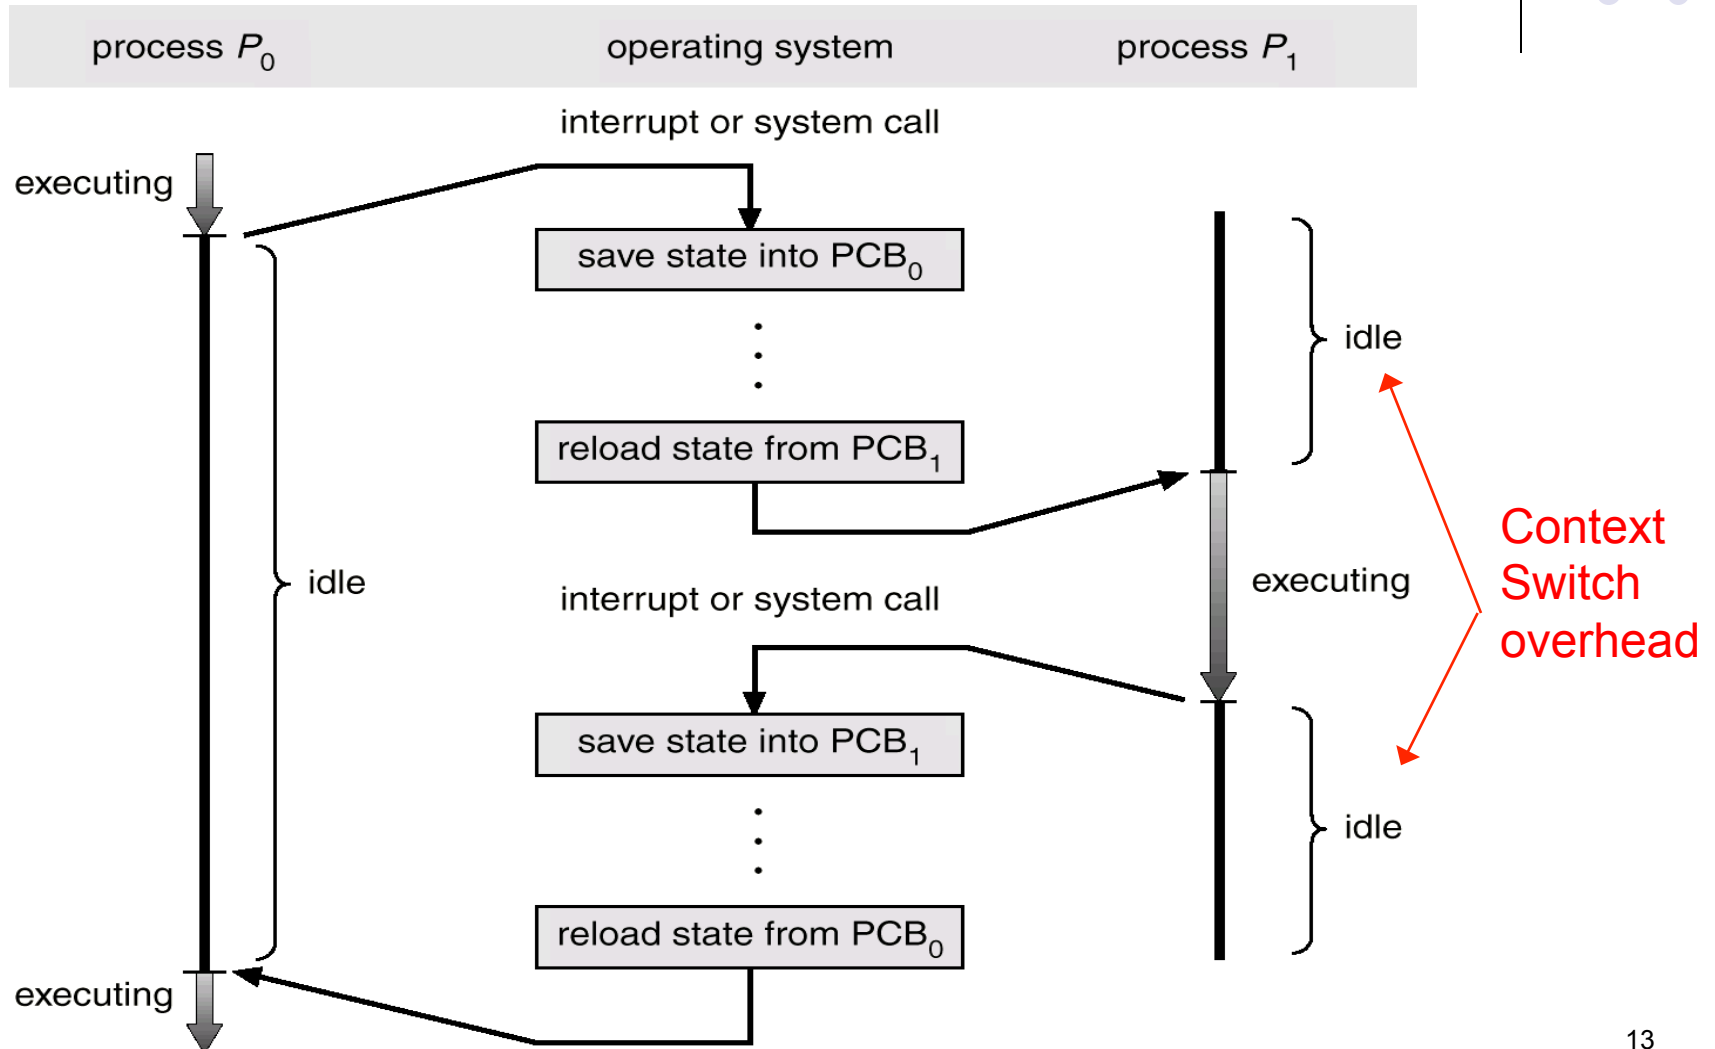 process P0 operating system process P1
interrupt or system call
executing
save state into PCB0
idle
reload state from PCB1
Context
Switch
overhead
executing
idle
interrupt or system call
save state into PCB1
idle
reload state from PCB0
executing
13